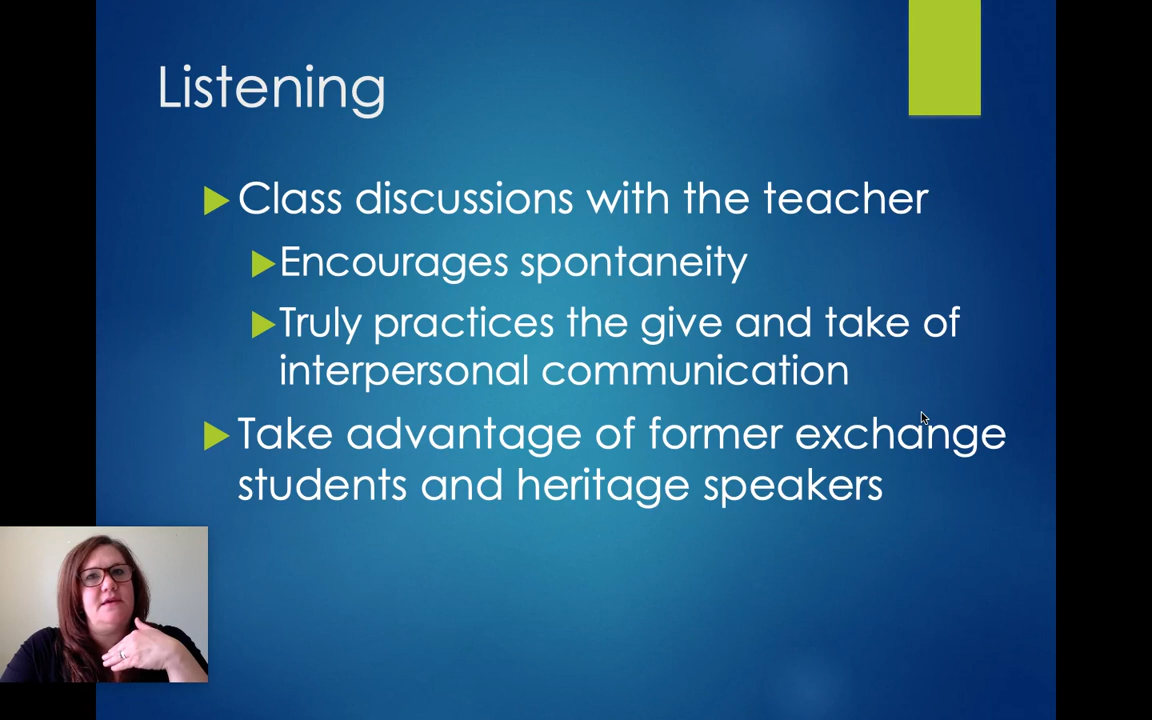 Listening
Class discussions with the teacher
Encourages spontaneity
Truly practices the give and take of
interpersonal communication
Take advantage of former exchange
students and heritage speakers